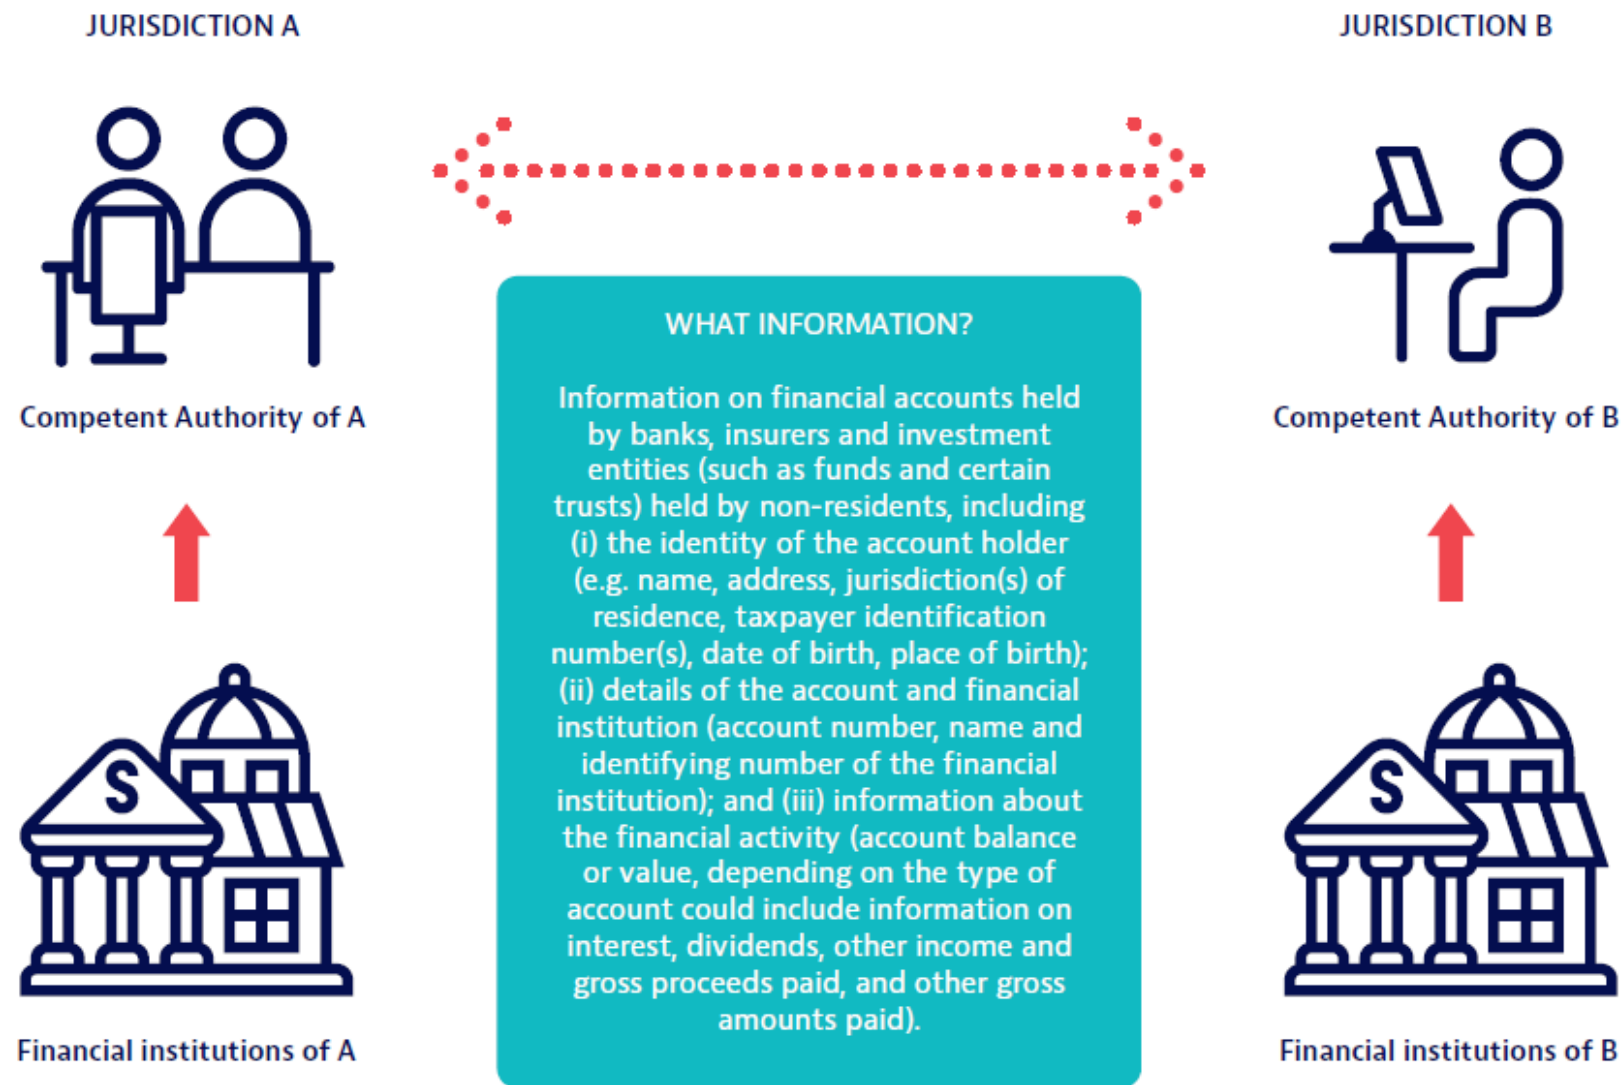 JURISDICTION A
JURISDICTION B
Competent Authority of A
Competent Authority of B
WHAT INFORMATION?
Information on financial accounts held
by banks, insurers and investment
entities (such as funds and certain
trusts) held by non-residents, including
(i) the identity of the account holder
(e.g. name, address, jurisdiction(s) of
residence, taxpayer identification
number(s), date of birth, place of birth);
(ii) details of the account and financial
institution (account number, name and
identifying number of the financial
institution); and (iii) information about
the financial activity (account balance
or value, depending on the type of
account could include information on
interest, dividends, other income and
gross proceeds paid, and other gross
amounts paid).
S
S
Financial institutions of A
Financial institutions of B